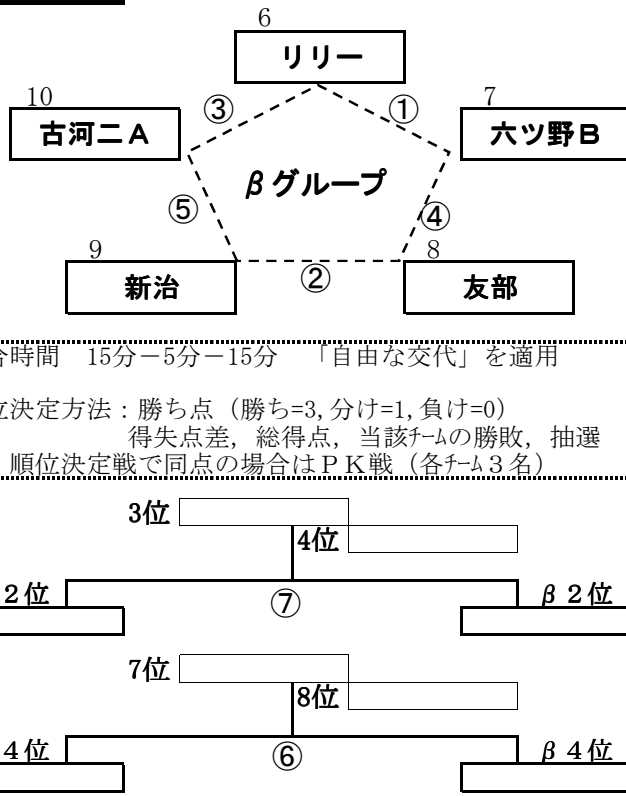 6
リリー
10
③
①
7
古河二A
六ツ野B
βグループ
⑤
④
9
8
新治
②
友部
合時間 15分－5分－15分 「自由な交代」を適用
位決定方法：勝ち点（勝ち=3,分け=1,負け=0）
得失点差，総得点，当該ﾁｰﾑの勝敗，抽選
順位決定戦で同点の場合はＰＫ戦（各ﾁｰﾑ３名）
3位
4位
２位
β２位
⑦
7位
8位
４位
β４位
⑥